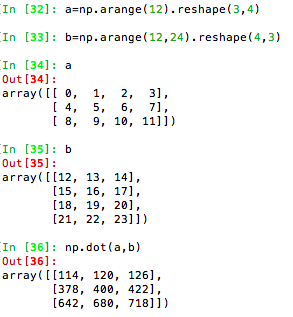 [In [32]: a=np.arange(12).reshape(3,4)
[In [33]: b=np.arange(12,24).reshape(4,3)
[In [34]: a
Out[34]:
array([[ 0,  1,  2,  3],
       [ 4,  5,  6,  7],
       [ 8,  9, 10, 11]])
[In [35]: b
Out[35]:
array([[12, 13, 14],
       [15, 16, 17],
       [18, 19, 20],
       [21, 22, 23]])
[In [36]: np.dot(a,b)
Out[36]:
array([[114, 120, 126],
       [378, 400, 422],
       [642, 680, 718]])